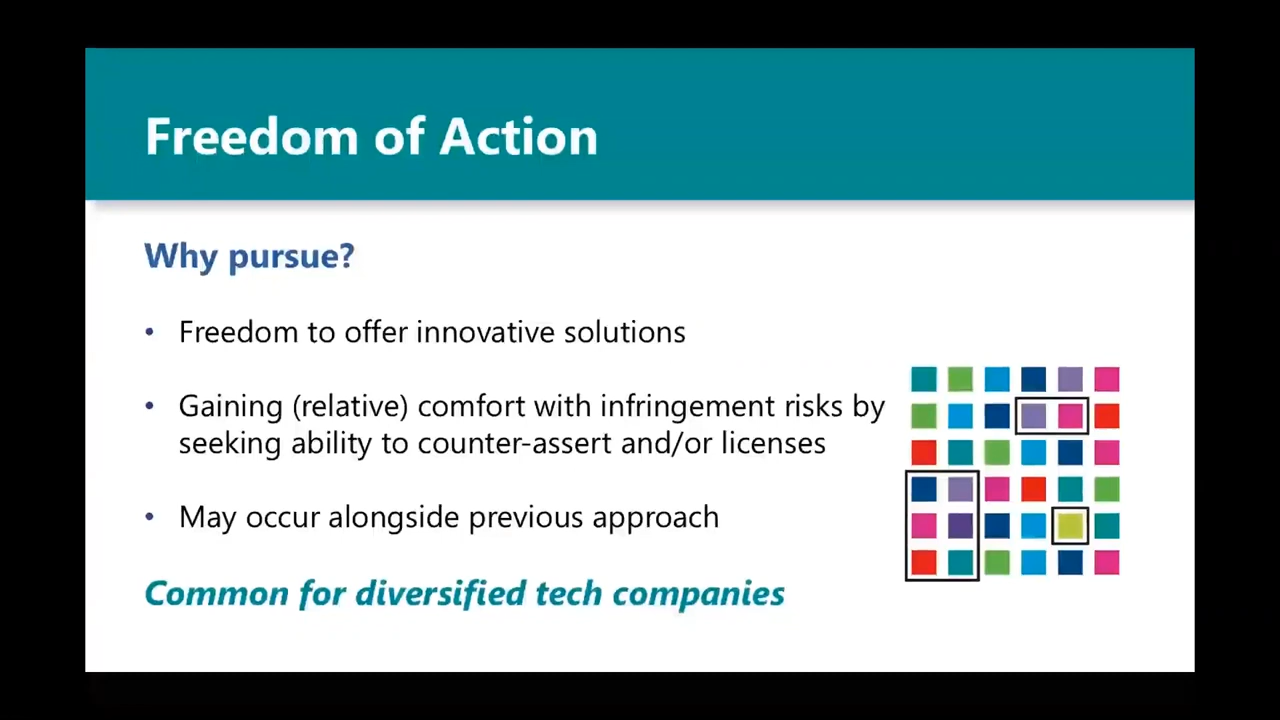 Freedom of Action
Why pursue?
• Freedom to offer innovative solutions
• Gaining (relative) comfort with infringement risks by
seeking ability to counter-assert and/or licenses
• May occur alongside previous approach
Common for diversified tech companies